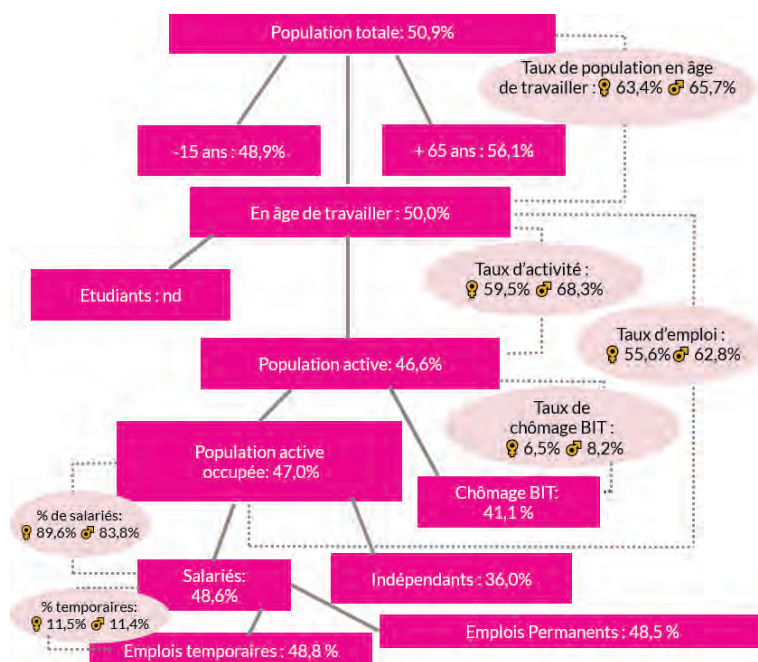 Population totale: 50,9%
Taux de population en âge
de travailler : 63,4% 65,7%
-15 ans : 48,9%
+ 65 ans : 56,1%
En âge de travailler : 50,0%
Etudiants : nd
Taux d'activité :
59,5% 68,3%
Taux d'emploi :
55,6% 62,8%
Population active: 46,6%
Taux de
chômage BIT :
6,5% 8,2%
Population active
occupée: 47,0%
Chômage BIT:
41,1 %
% de salariés:
89,6% 83,8%
Salariés:
48,6%
Indépendants : 36,0%
% temporaires:
11,5% 11,4%
Emplois Permanents : 48,5 %
Emplois temporaires : 48,8 %